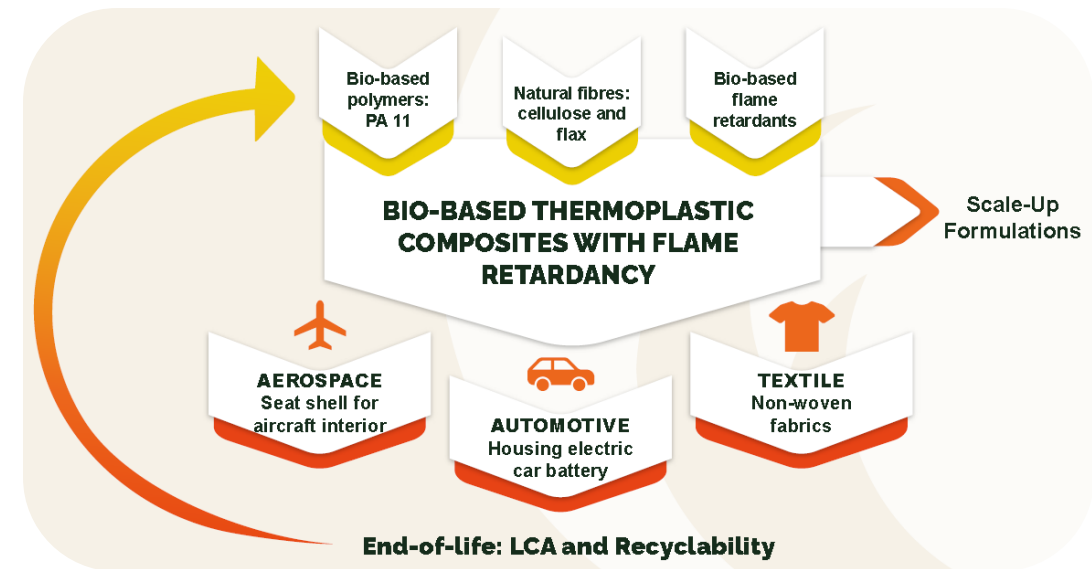 Bio-based
polymers:
PA 11
Natural fibres:
cellulose and
flax
Bio-based
flame
retardants
BIO-BASED THERMOPLASTIC
COMPOSITES WITH FLAME
RETARDANCY
Scale-Up
Formulations
AEROSPACE
Seat shell for
aircraft interior
AUTOMOTIVE
Housing electric
car battery
TEXTILE
Non-woven
fabrics
End-of-life: LCA and Recyclability